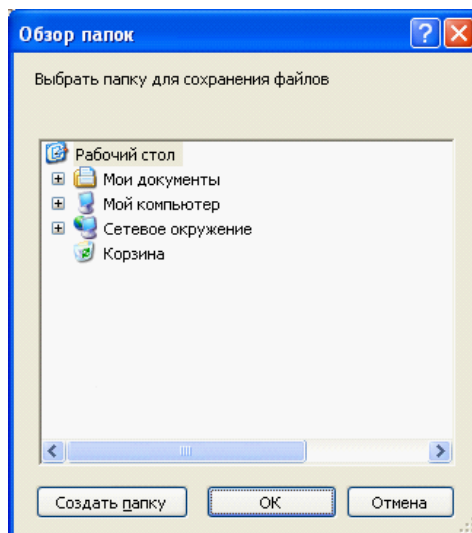 Обзор папок
Выбрать папку для сохранения файлов
Рабочий стол
Мои документы
Мой компьютер
Сетевое окружение
Корзина
Создать папку
OK
Отмена